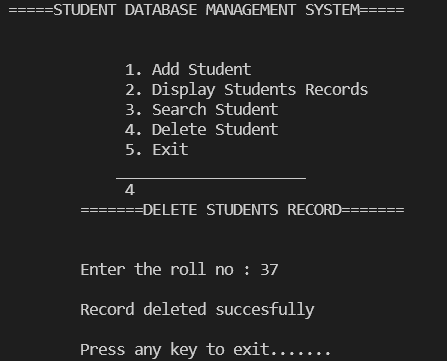 =====STUDENT DATABASE MANAGEMENT SYSTEM=====
1. Add Student
2. Display Students Records
3. Search Student
4. Delete Student
5. Exit
_____________________
4
=======DELETE STUDENTS RECORD=======
Enter the roll no : 37
Record deleted succesfully
Press any key to exit.......